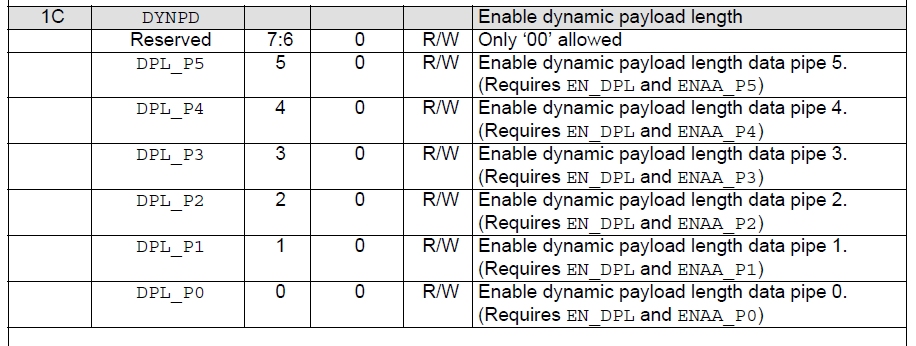 1C DYNPD Enable dynamic payload length
Reserved 7:6 0 R/W Only ‘00’ allowed
DPL_P5 5 0 R/W Enable dynamic payload length data pipe 5.
(Requires EN_DPL and ENAA_P5)
DPL_P4 4 0 R/W Enable dynamic payload length data pipe 4.
(Requires EN_DPL and ENAA_P4)
DPL_P3 3 0 R/W Enable dynamic payload length data pipe 3.
(Requires EN_DPL and ENAA_P3)
DPL_P2 2 0 R/W Enable dynamic payload length data pipe 2.
(Requires EN_DPL and ENAA_P2)
DPL_P1 1 0 R/W Enable dynamic payload length data pipe 1.
(Requires EN_DPL and ENAA_P1)
DPL_P0 0 0 R/W Enable dynamic payload length data pipe 0.
(Requires EN_DPL and ENAA_P0)